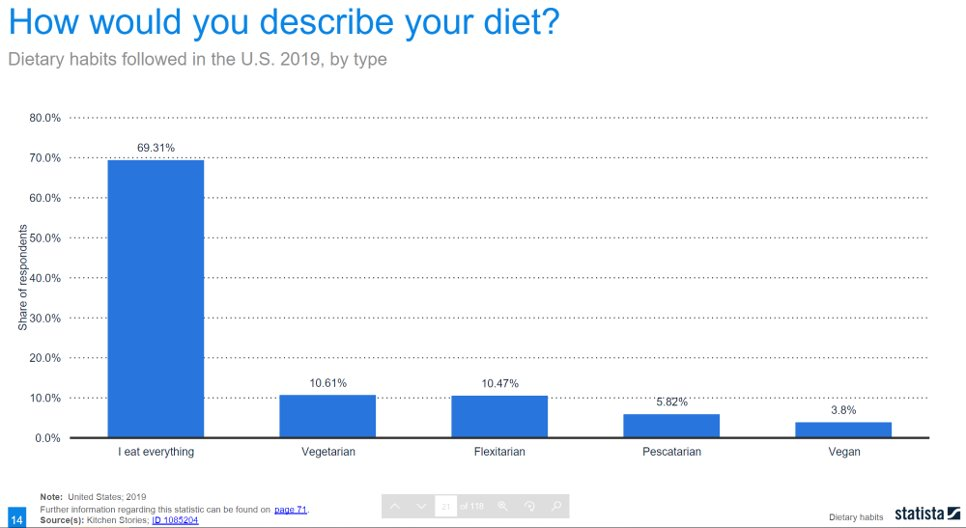 How would you describe your diet?
Dietary habits followed in the U.S. 2019, by type
Share of respondents
80.0%
70.0%
60.0%
50.0%
40.0%
30.0%
20.0%
10.0%
0.0%
69.31%
10.61%
10.47%
5.82%
3.8%
I eat everything
Vegetarian
Flexitarian
Pescatarian
Vegan
Note: United States; 2019
Further information regarding this statistic can be found on page 71.
Source(s): Kitchen Stories; ID 1085204
14
21 of 118
Dietary habits
statista